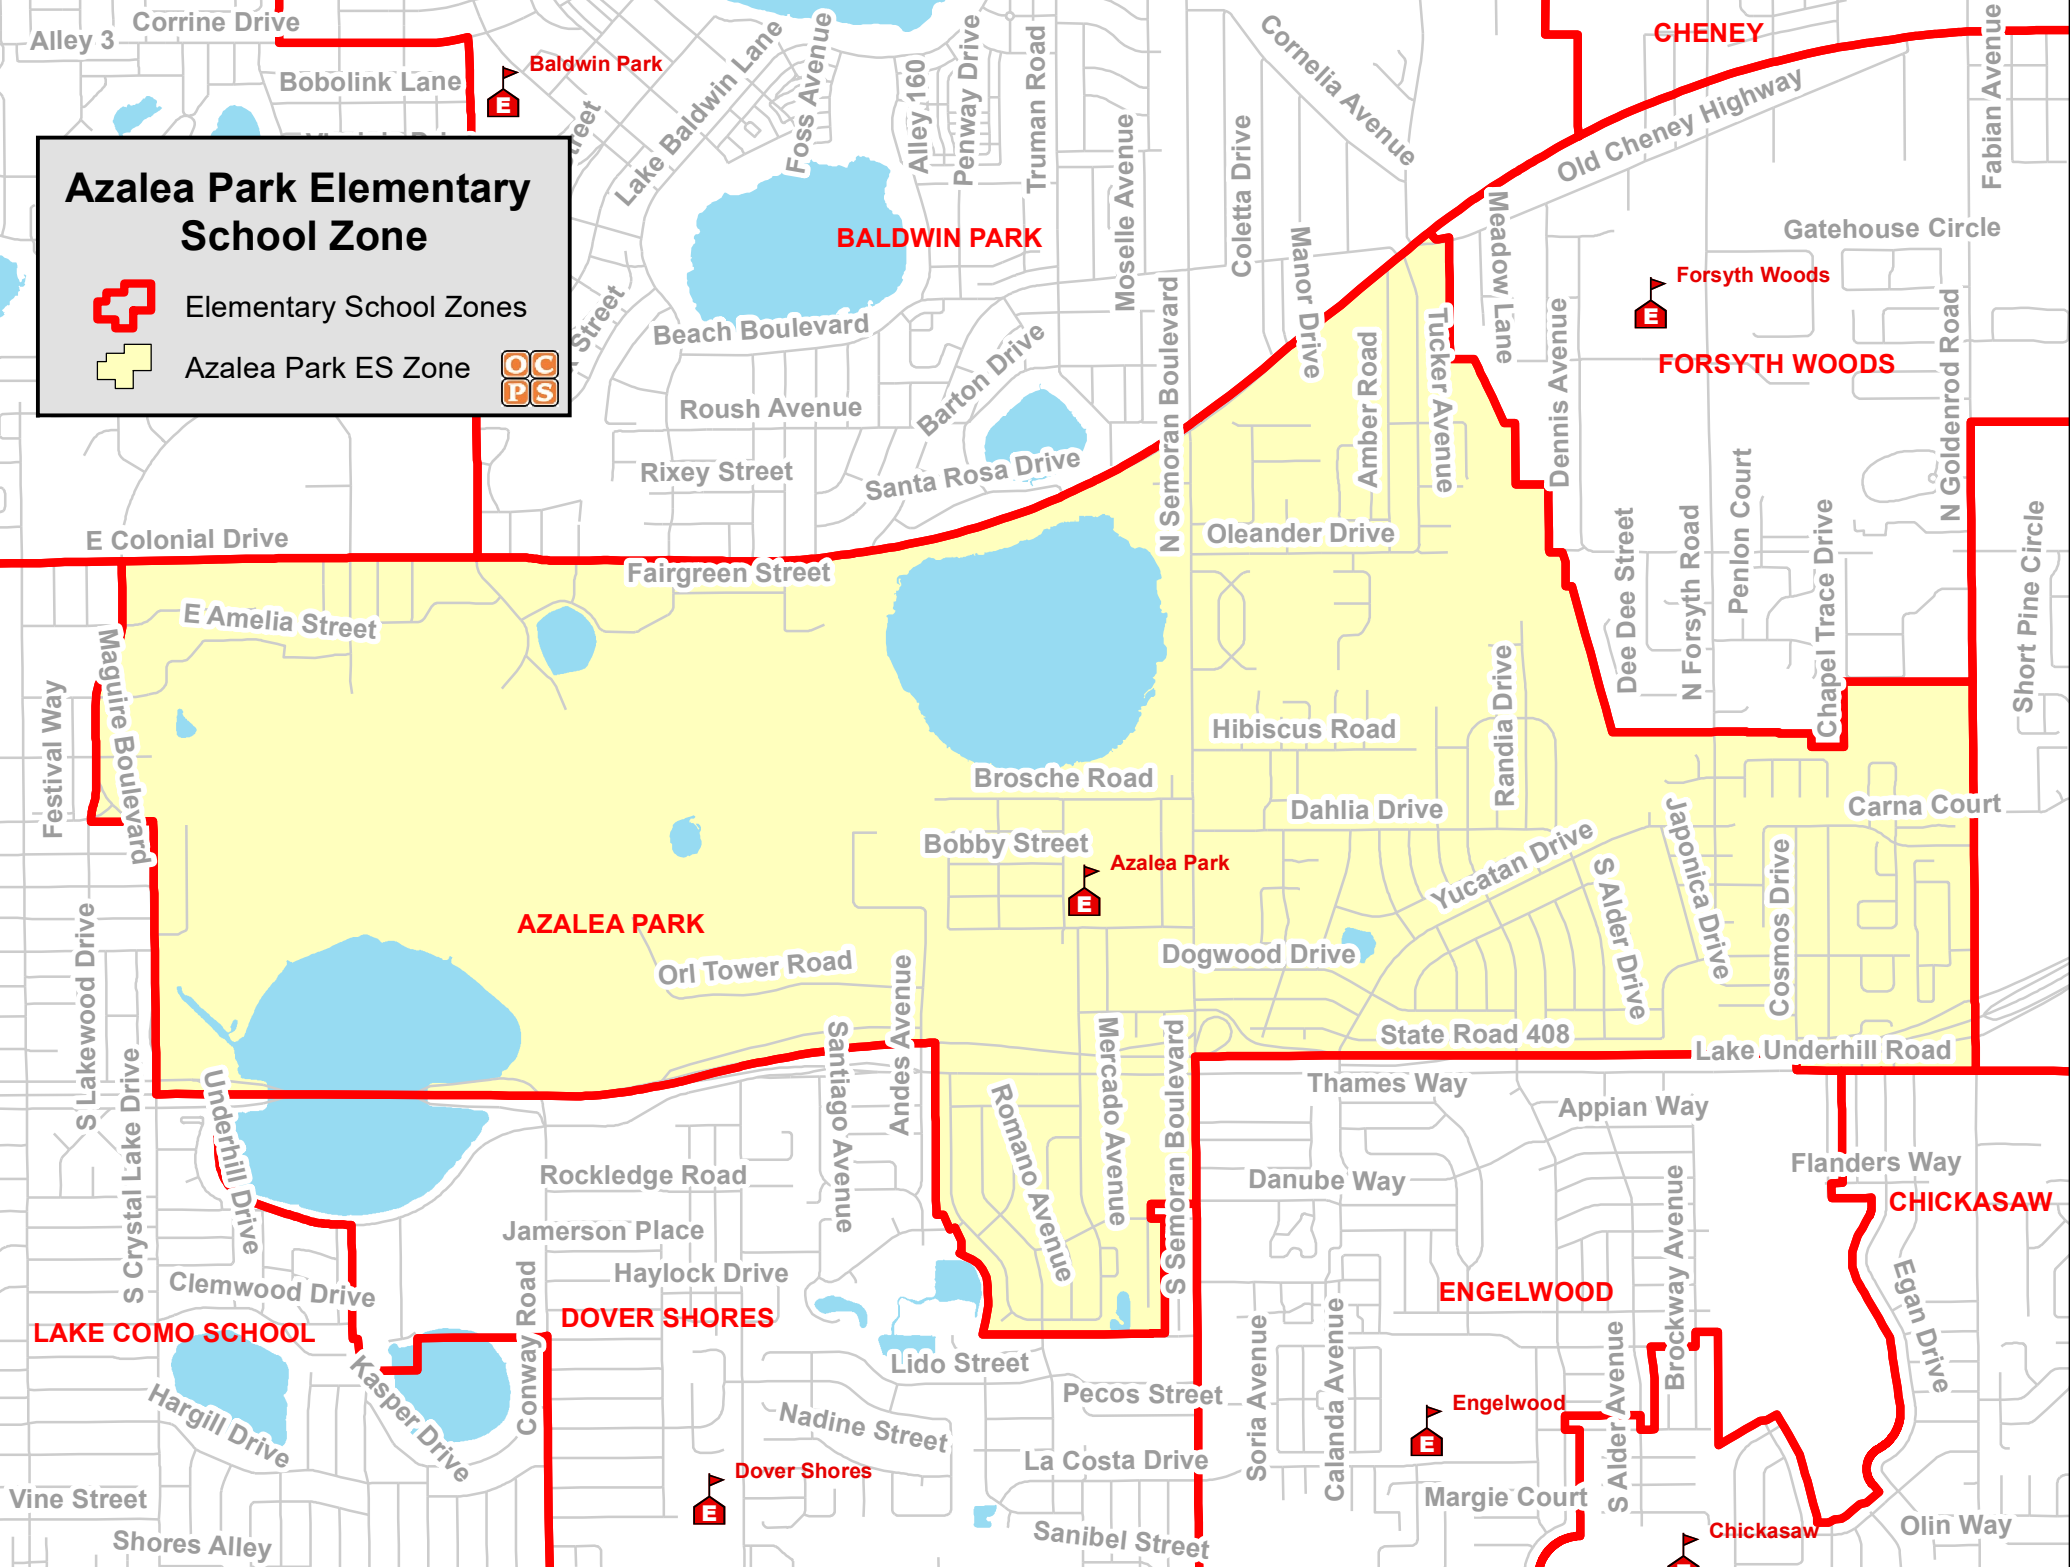 Corrine Drive
Alley 3
Bobolink Lane
Baldwin Park
Lake Baldwin Lane
Foss Avenue
Alley 160
Penway Drive
Truman Road
Moselle Avenue
Coletta Drive
Cornelia Avenue
CHENEY
Old Cheney Highway
Fabian Avenue
Azalea Park Elementary
School Zone
Elementary School Zones
Azalea Park ES Zone
OC
PS
Street
BALDWIN PARK
Manor Drive
Meadow Lane
Gatehouse Circle
Forsyth Woods
FORSYTH WOODS
Beach Boulevard
Barton Drive
N Semoran Boulevard
Amber Road
Tucker Avenue
Dennis Avenue
N Goldenrod Road
Roush Avenue
Rixey Street
Santa Rosa Drive
E Colonial Drive
Fairgreen Street
Oleander Drive
Dee Dee Street
N Forsyth Road
Penlon Court
Chapel Trace Drive
Short Pine Circle
E Amelia Street
Maguire Boulevard
Festival Way
Hibiscus Road
Randia Drive
Brosche Road
Dahlia Drive
Carna Court
Bobby Street
Azalea Park
Yucatan Drive
S Alder Drive
Japonica Drive
Cosmos Drive
AZALEA PARK
Orl Tower Road
Dogwood Drive
S Lakewood Drive
Andes Avenue
State Road 408
Lake Underhill Road
S Crystal Lake Drive
Underhill Drive
Santiago Avenue
Romano Avenue
Mercado Avenue
S Semoran Boulevard
Thames Way
Appian Way
Rockledge Road
Danube Way
Flanders Way
Brockway Avenue
CHICKASAW
Jamerson Place
Haylock Drive
Clemwood Drive
Conway Road
DOVER SHORES
ENGELWOOD
Egan Drive
LAKE COMO SCHOOL
Lido Street
Soria Avenue
Calanda Avenue
S Alder Avenue
Kasper Drive
Hargill Drive
Pecos Street
Nadine Street
Engelwood
La Costa Drive
Dover Shores
Vine Street
Margie Court
Shores Alley
Sanibel Street
Chickasaw
Olin Way
E
E
E
E
E